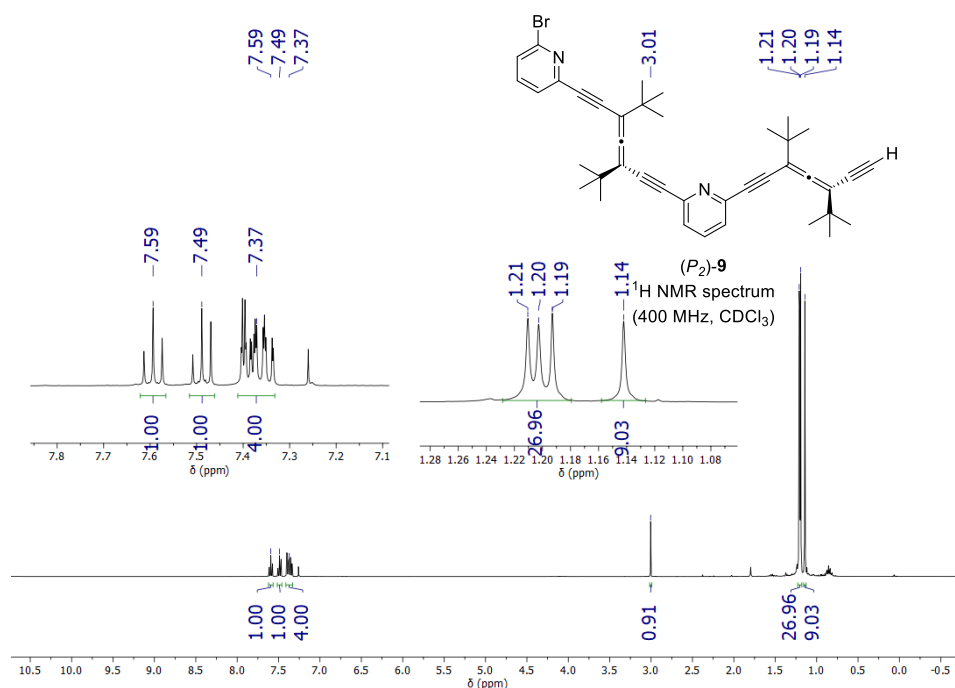 7.59
7.49
7.37
3.01
1.21
1.20
1.19
1.14
Br
N
N
H
(P2)-9
1H NMR spectrum
(400 MHz, CDCl3)
7.59
7.49
7.37
1.00
1.00
4.00
7.8 7.7 7.6 7.5 7.4 7.3 7.2 7.1
δ (ppm)
1.21
1.20
1.19
1.14
26.96
9.03
1.28 1.26 1.24 1.22 1.20 1.18 1.16 1.14 1.12 1.10 1.08
δ (ppm)
1.00
1.00
4.00
0.91
26.96
9.03
10.5 10.0 9.5 9.0 8.5 8.0 7.5 7.0 6.5 6.0 5.5 5.0 4.5 4.0 3.5 3.0 2.5 2.0 1.5 1.0 0.5 0.0 -0.5
δ (ppm)